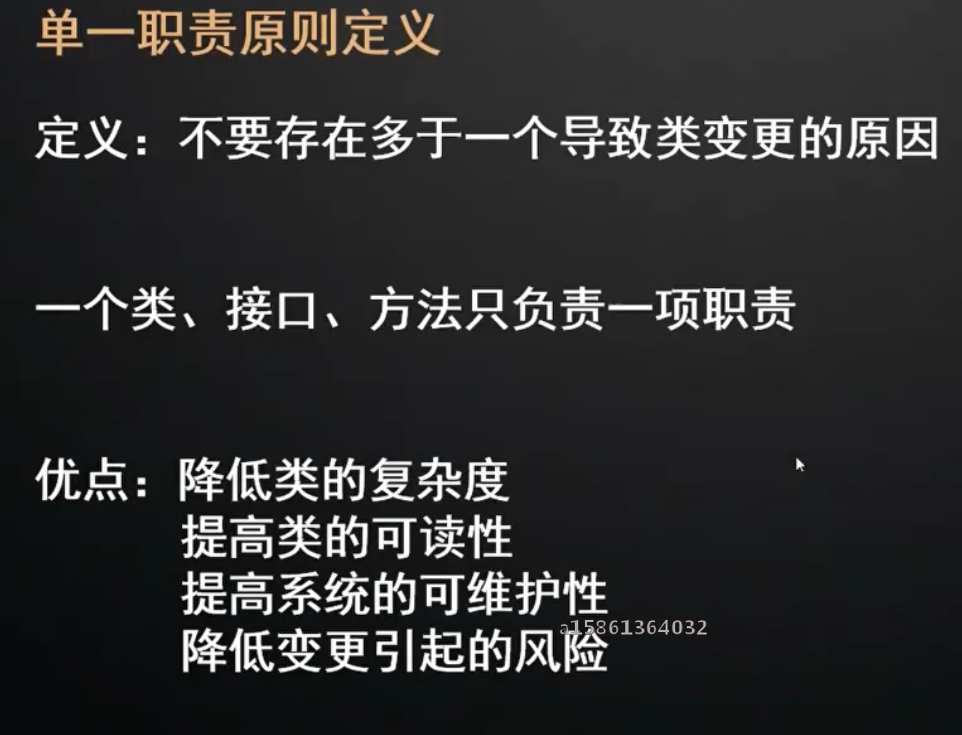 单一职责原则定义
定义：不要存在多于一个导致类变更的原因
一个类、接口、方法只负责一项职责
优点：降低类的复杂度
提高类的可读性
提高系统的可维护性
a15861364032
降低变更引起的风险